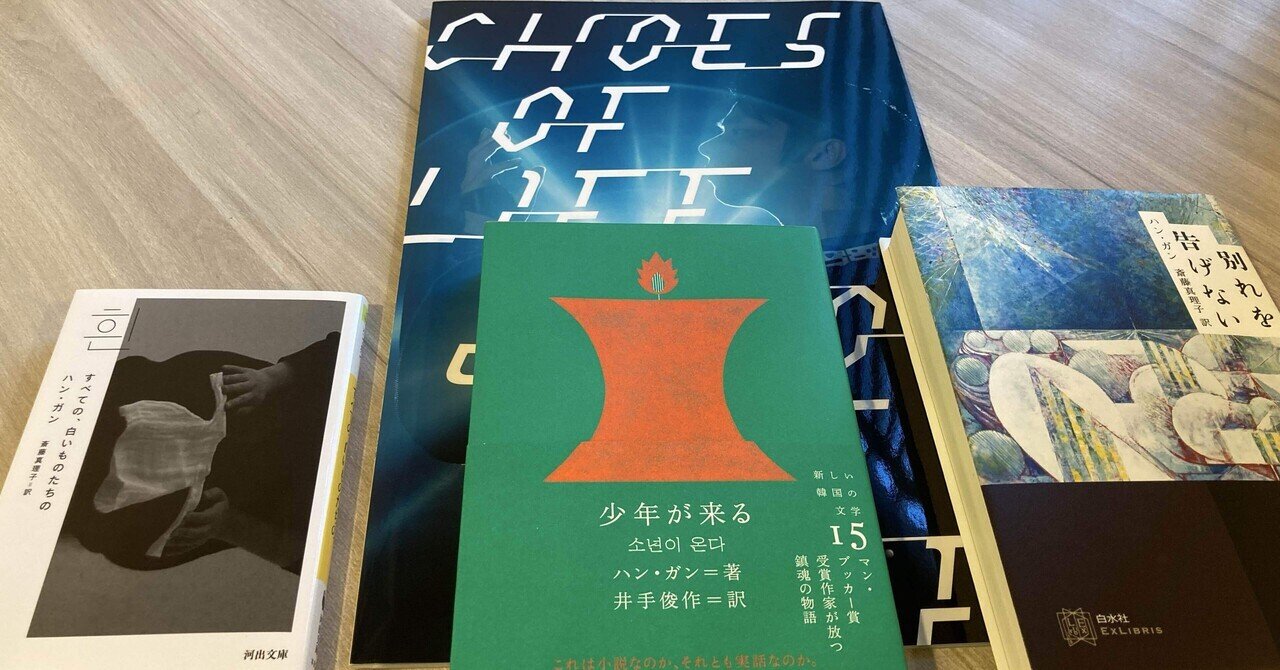 ECHOES
OF
LIFE
흰
すべての、白いものたちの
ハン・ガン
斎藤真理子=訳
河出文庫
少年が来る
소년이 온다
ハン・ガン=著
井手俊作=訳
新しい
韓国の
文学
15
マン・
ブッカー賞
受賞作家が放つ
鎮魂の物語
これは小説なのか、それとも実話なのか。
別れを
告げない
ハン・ガン
斎藤真理子 訳
白水社
EXLIBRIS